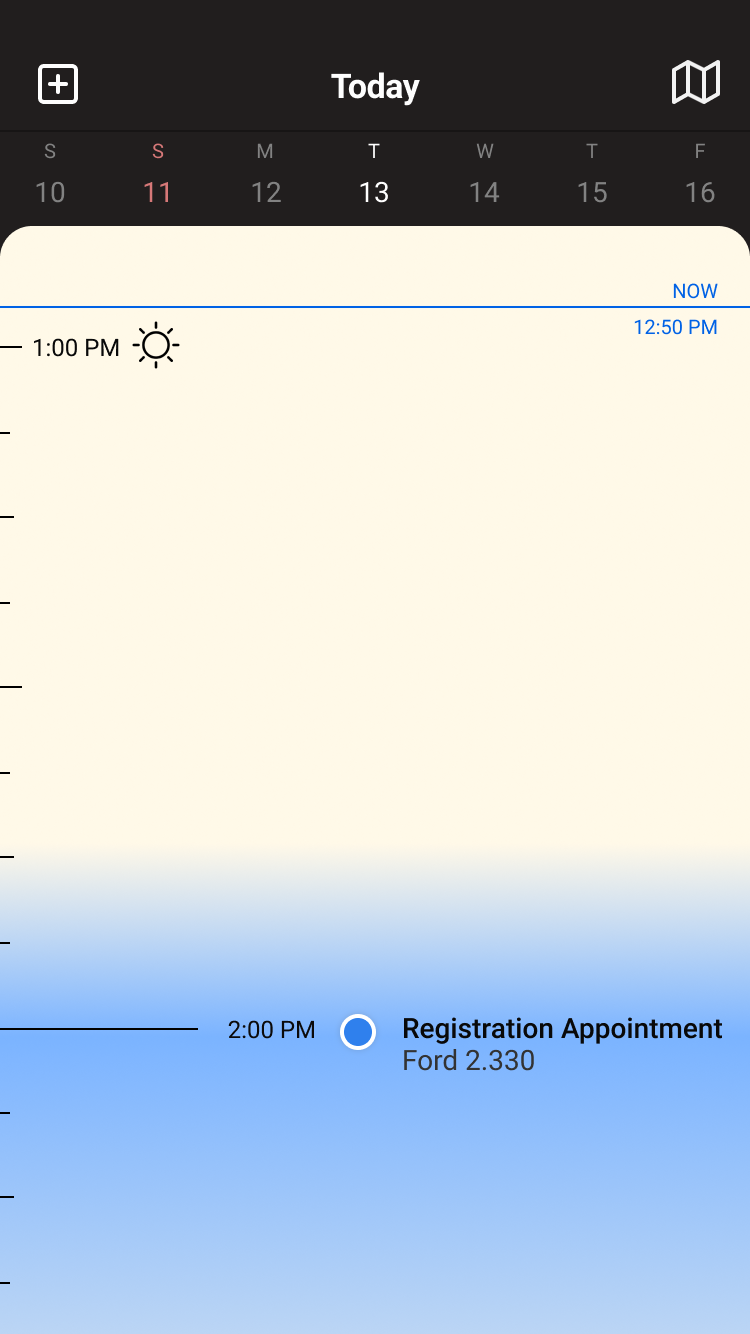 Today
S S M T W T F
10 11 12 13 14 15 16
NOW
12:50 PM
1:00 PM
2:00 PM Registration Appointment
Ford 2.330